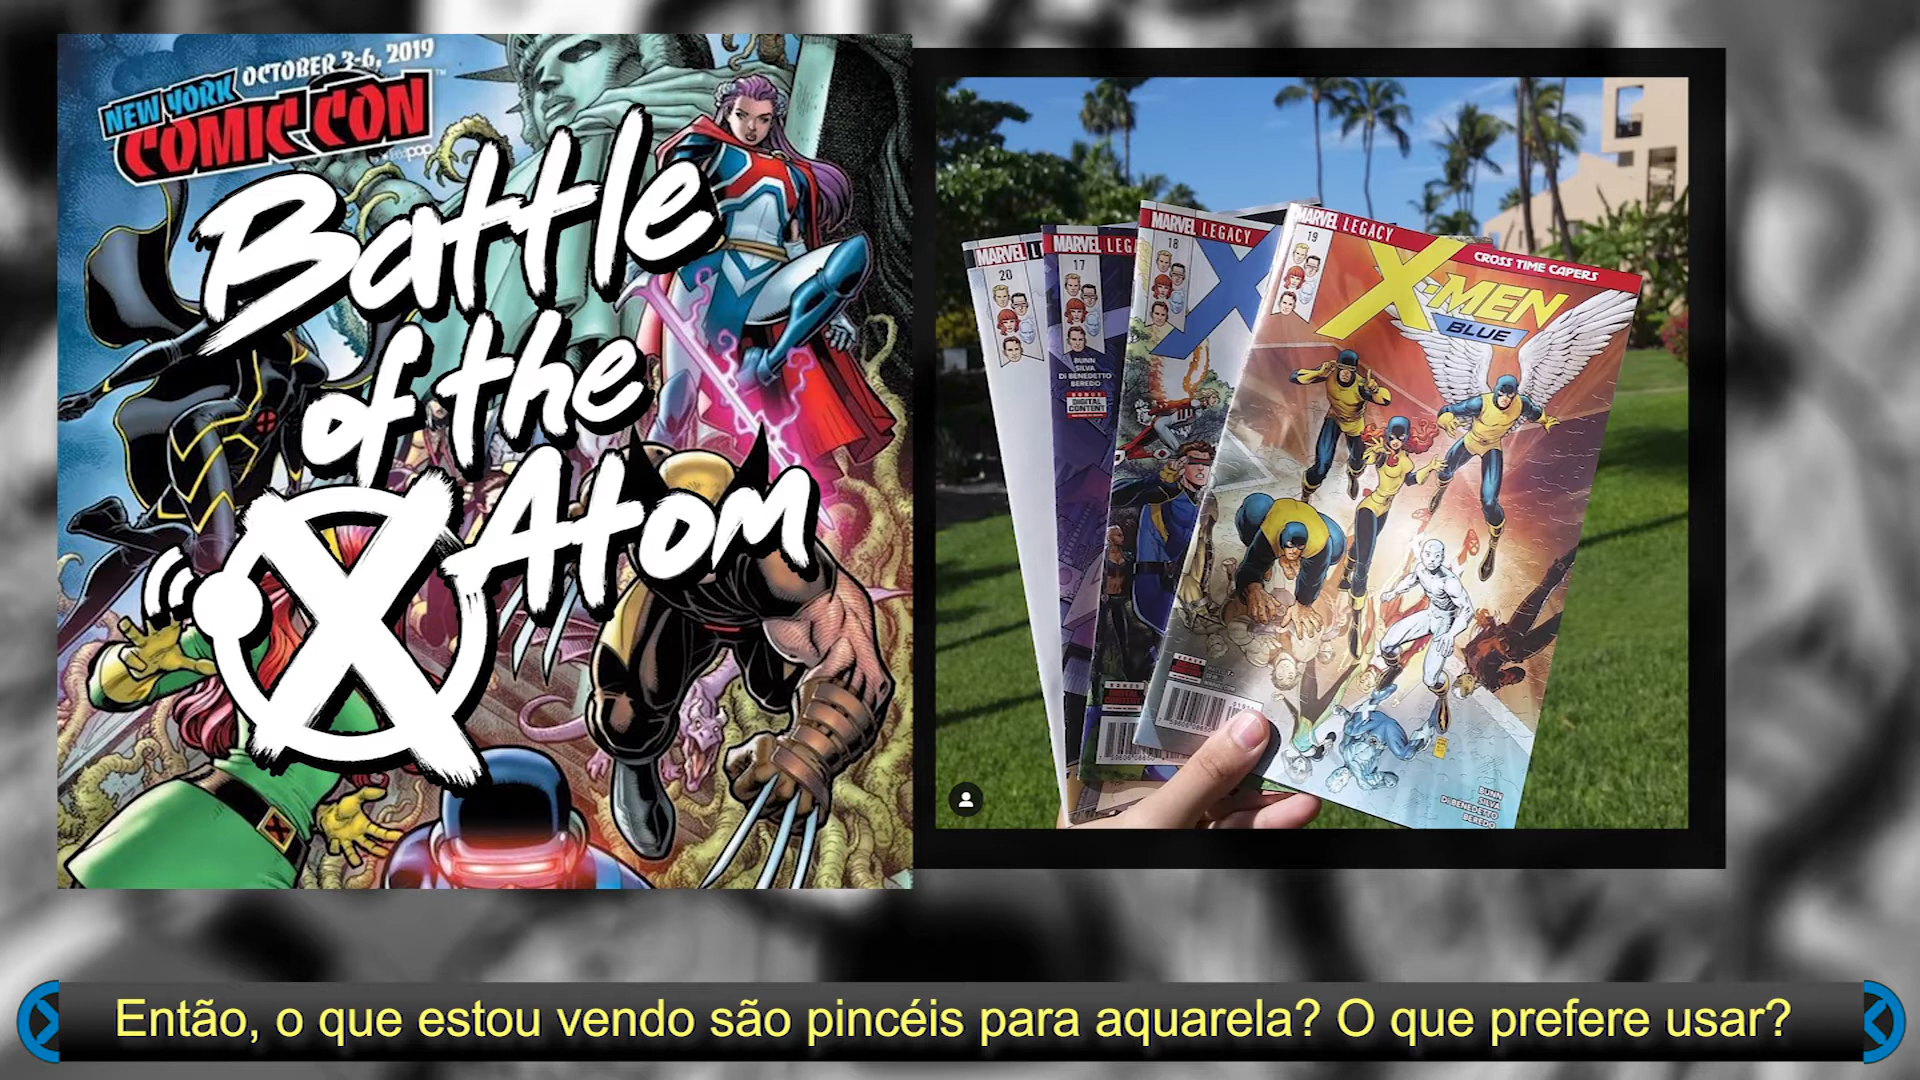 NEW YORK
OCTOBER 3-6, 2019
COMIC CON
Battle
of the
Atom
MARVEL
20
MARVEL LEG
17
BUNN
SILVA
Di BENEDETTO
BEREDO
BONUS
DIGITAL
CONTENT
MARVEL LEGACY
18
X
MARVEL LEGACY
19
CROSS TIME CAPERS
X-MEN
BLUE
BUNN
SILVA
Di BENEDETTO
BEREDO
Então, o que estou vendo são pincéis para aquarela? O que prefere usar?